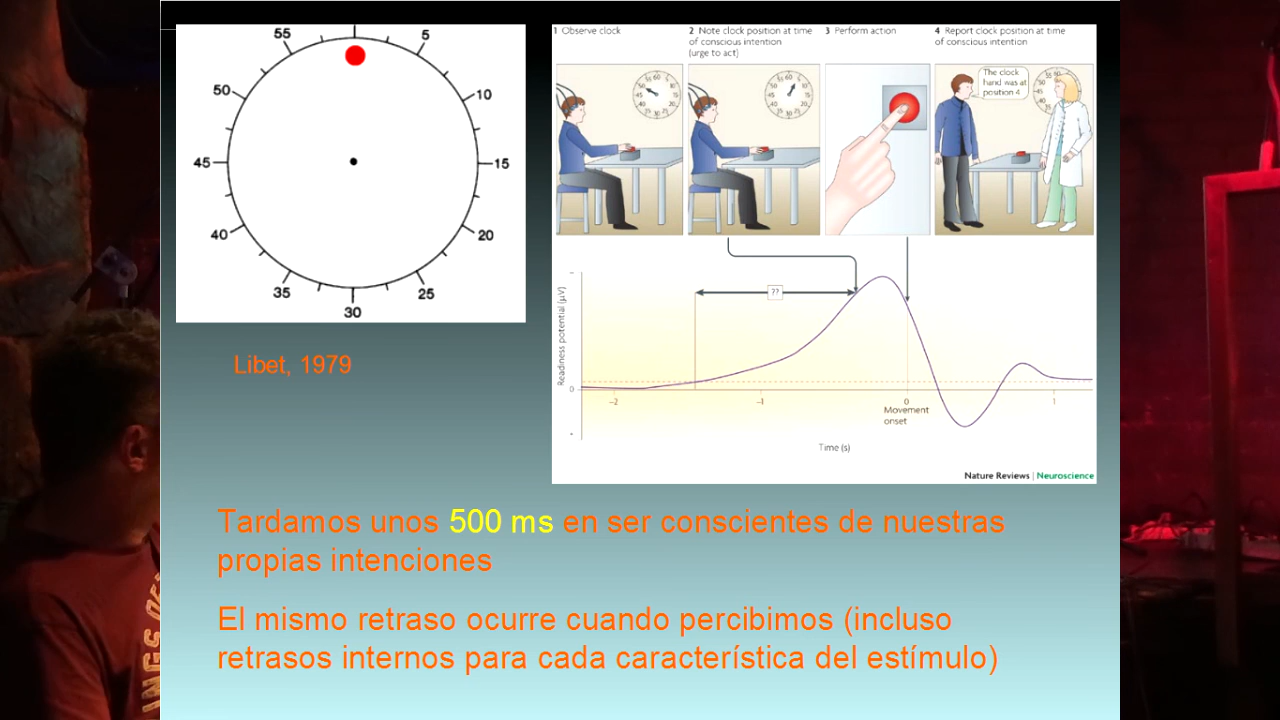 55
5
50
10
45
15
40
20
35
30
25
Libet, 1979
1 Observe clock
2 Note clock position at time
of conscious intention
(urge to act)
3 Perform action
4 Report clock position at time
of conscious intention
The clock
hand was at
position 4
Readiness potential (µV)
??
0
-2
-1
0
1
Movement
onset
Time (s)
Nature Reviews | Neuroscience
Tardamos unos 500 ms en ser conscientes de nuestras
propias intenciones
El mismo retraso ocurre cuando percibimos (incluso
retrasos internos para cada característica del estímulo)